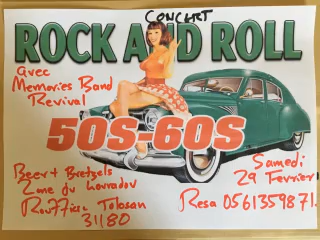 CONCERT
ROCK AND ROLL
avec
Memories Band
Revival
50S-60S
Beer + Bretzels
Zone du Louradou
Rouffiac Tolosan
31180
Samedi
29 Fevrier
Resa 0561359871